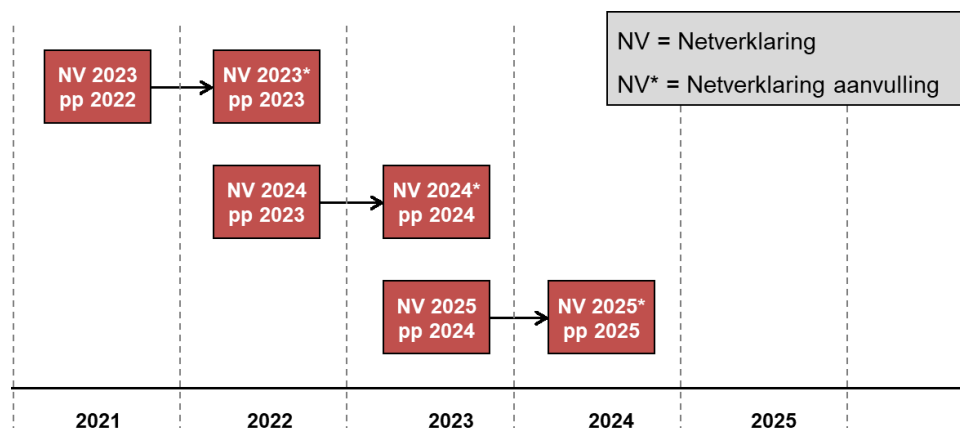 NV = Netverklaring
NV* = Netverklaring aanvulling
NV 2023
pp 2022
NV 2023*
pp 2023
NV 2024
pp 2023
NV 2024*
pp 2024
NV 2025
pp 2024
NV 2025*
pp 2025
2021
2022
2023
2024
2025